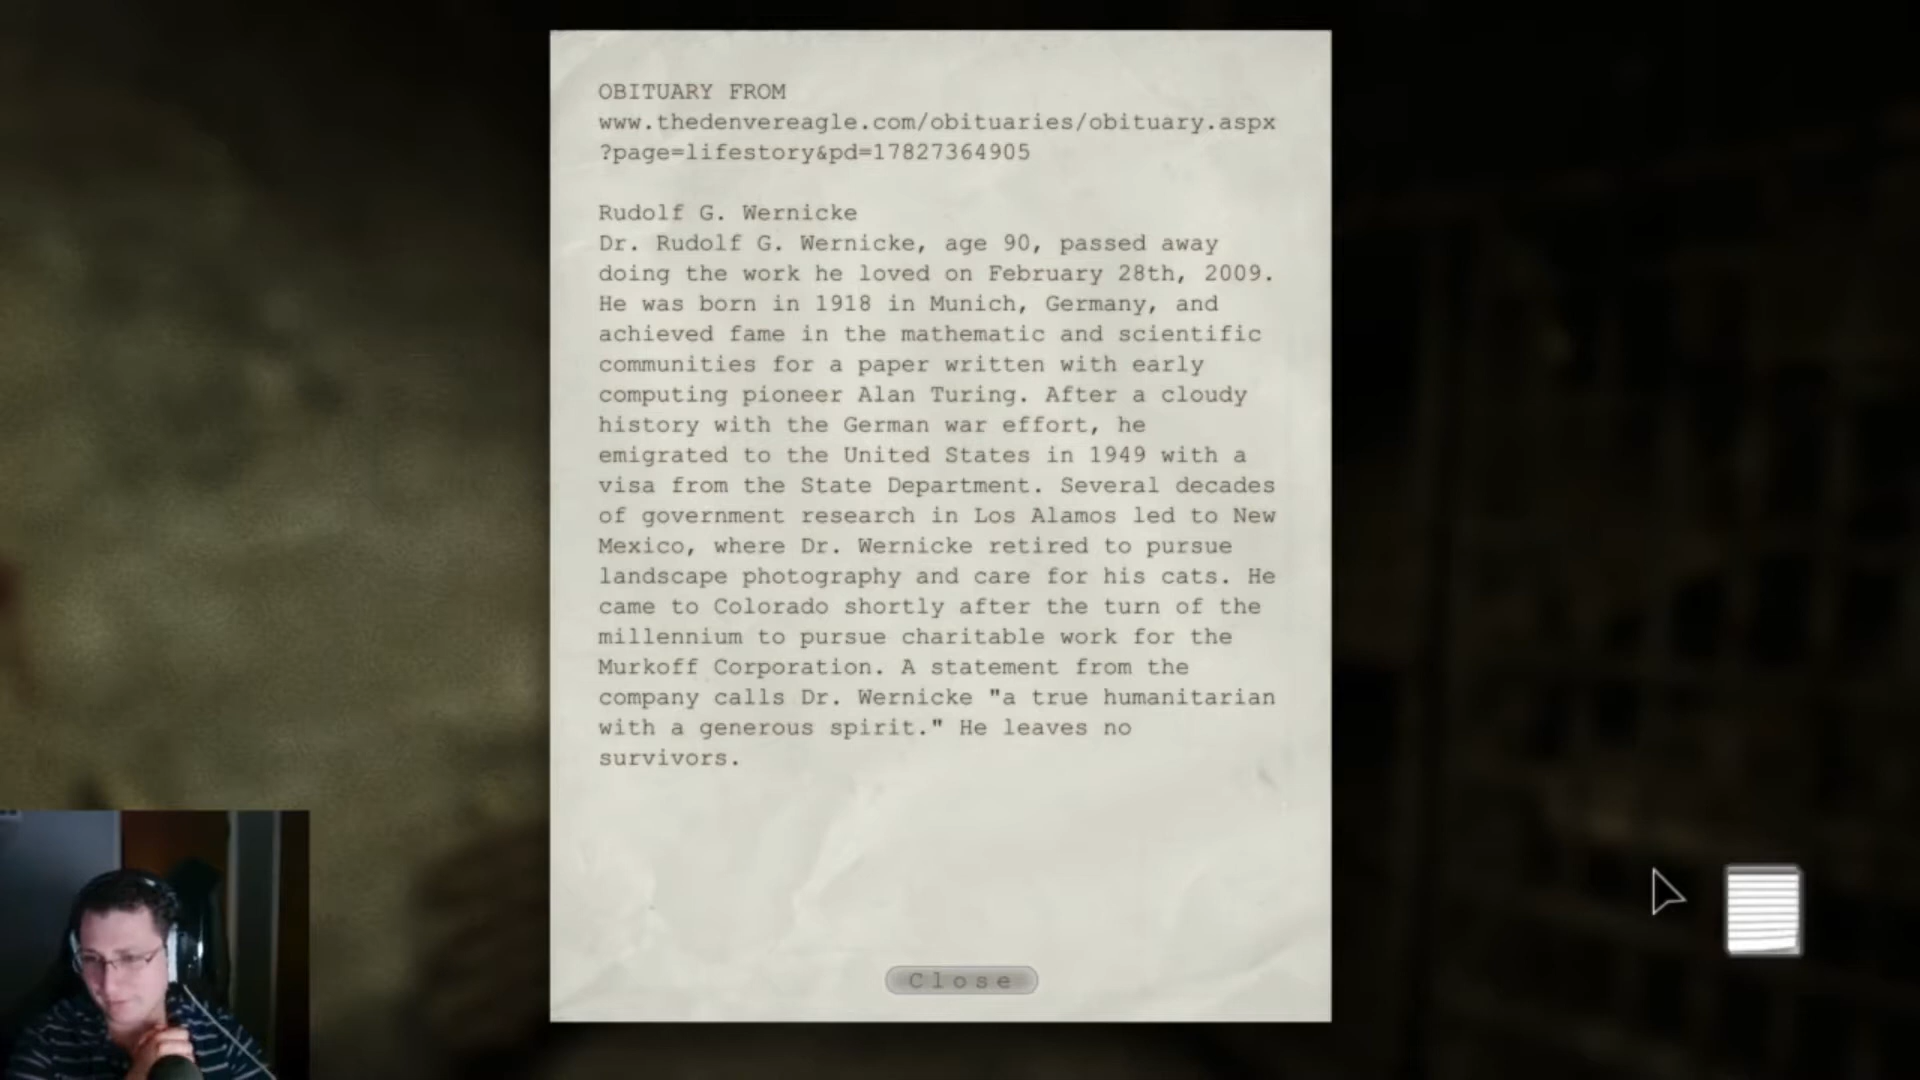 OBITUARY FROM
www.thedenvereagle.com/obituaries/obituary.aspx
?page=lifestory&pd=17827364905
Rudolf G. Wernicke
Dr. Rudolf G. Wernicke, age 90, passed away
doing the work he loved on February 28th, 2009.
He was born in 1918 in Munich, Germany, and
achieved fame in the mathematic and scientific
communities for a paper written with early
computing pioneer Alan Turing. After a cloudy
history with the German war effort, he
emigrated to the United States in 1949 with a
visa from the State Department. Several decades
of government research in Los Alamos led to New
Mexico, where Dr. Wernicke retired to pursue
landscape photography and care for his cats. He
came to Colorado shortly after the turn of the
millennium to pursue charitable work for the
Murkoff Corporation. A statement from the
company calls Dr. Wernicke "a true humanitarian
with a generous spirit." He leaves no
survivors.
Close